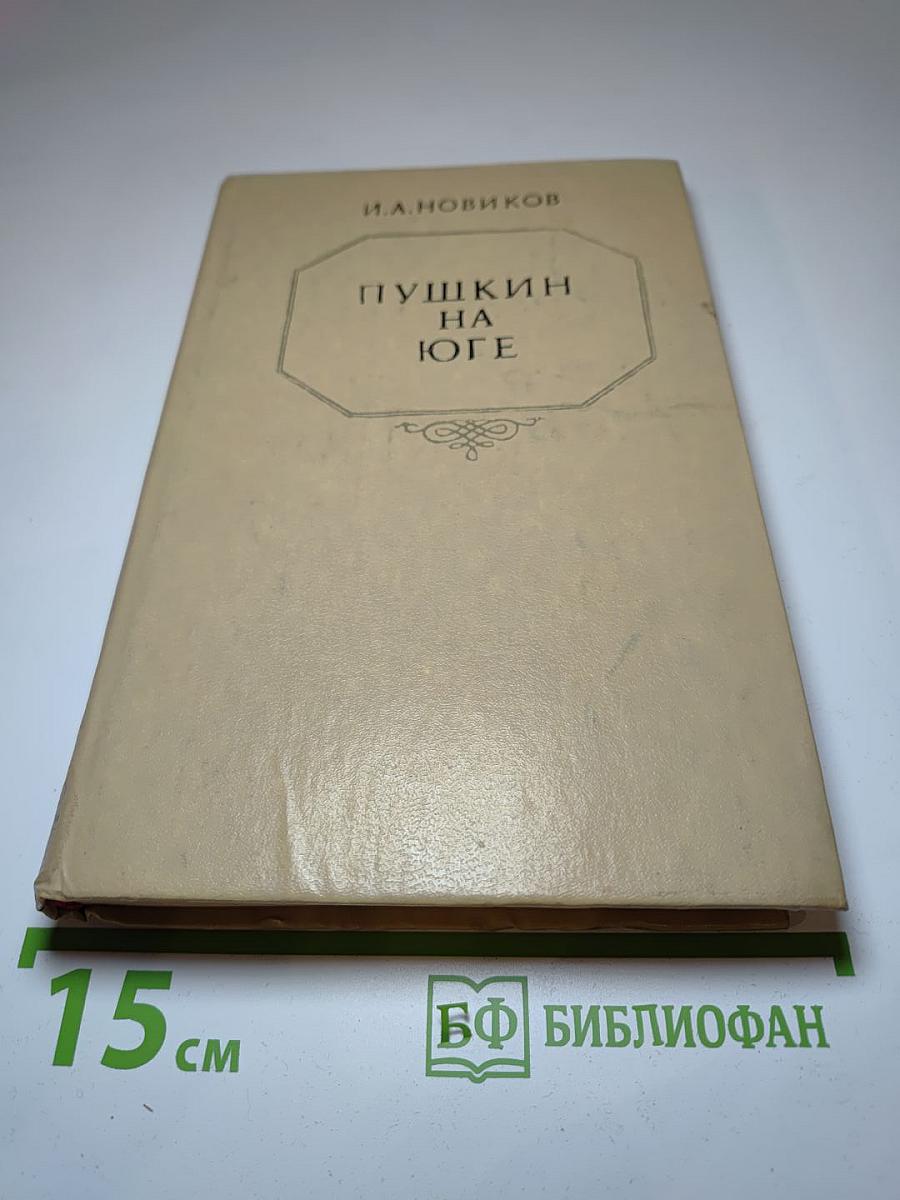 И.А.НОВИКОВ
ПУШКИН
НА
ЮГЕ
15 см
БФ БИБЛИОФАН